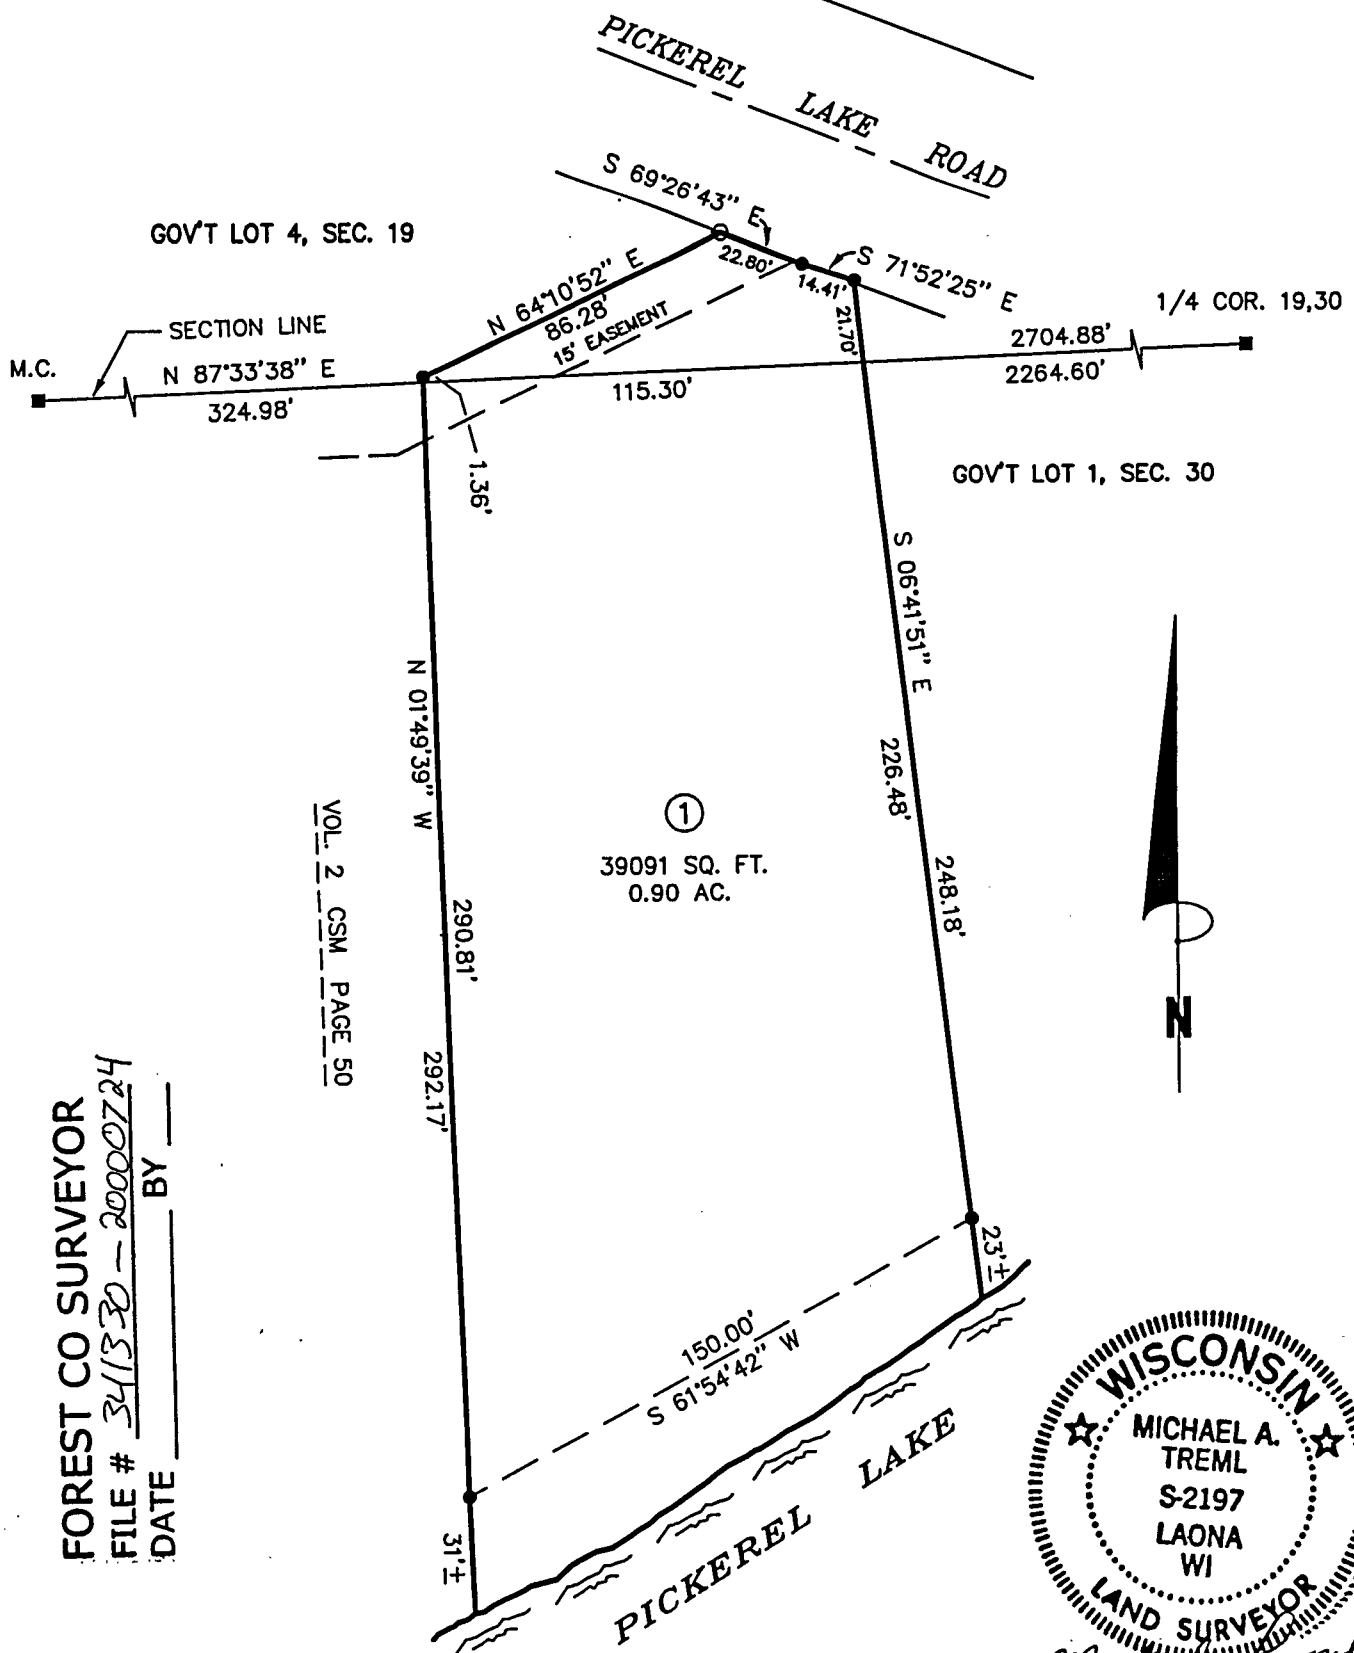 PICKEREL LAKE ROAD
S 69°26'43" E
GOV'T LOT 4, SEC. 19
22.80'
S 71°52'25" E
14.41'
N 64°10'52" E
86.28'
15' EASEMENT
21.70'
1/4 COR. 19,30
SECTION LINE
2704.88'
M.C.
N 87°33'38" E
2264.60'
324.98'
115.30'
1.36'
GOV'T LOT 1, SEC. 30
S 06°41'51" E
N 01°49'39" W
226.48'
248.18'
1
39091 SQ. FT.
0.90 AC.
VOL. 2 CSM PAGE 50
290.81'
292.17'
N
FOREST CO SURVEYOR
FILE # 341330-20000724
DATE BY
23'±
150.00'
S 61°54'42" W
31'±
PICKEREL LAKE
WISCONSIN
MICHAEL A.
TREML
S-2197
LAONA
WI
LAND SURVEYOR